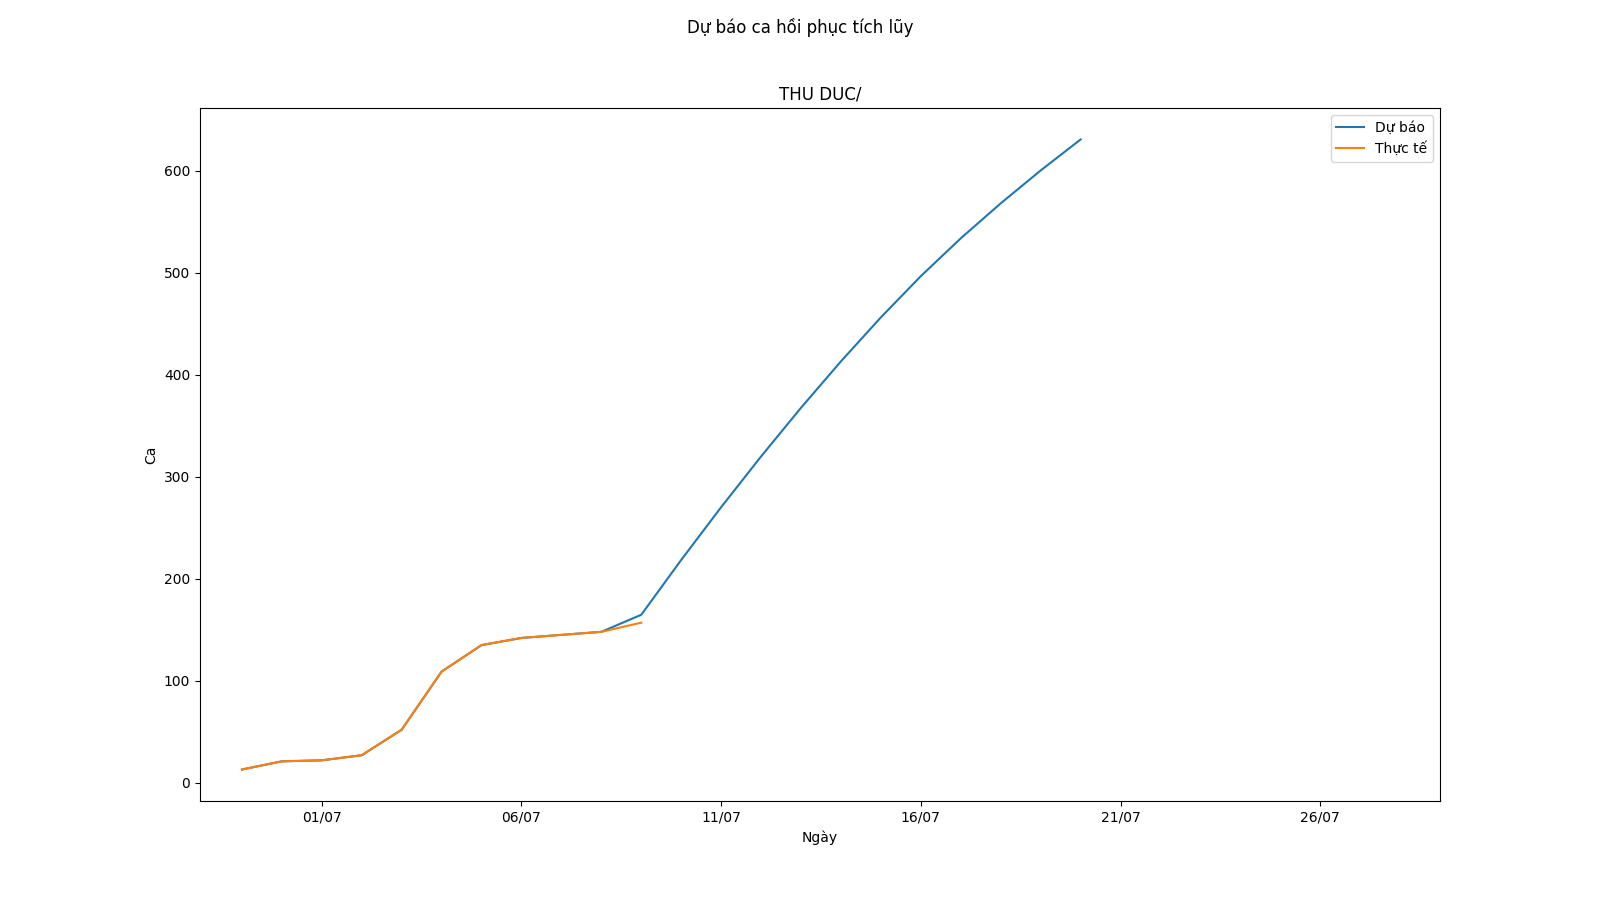 Dự báo ca hồi phục tích lũy
THU DUC/
Dự báo
Thực tế
600
500
400
300
200
100
0
Ca
01/07
06/07
11/07
16/07
21/07
26/07
Ngày